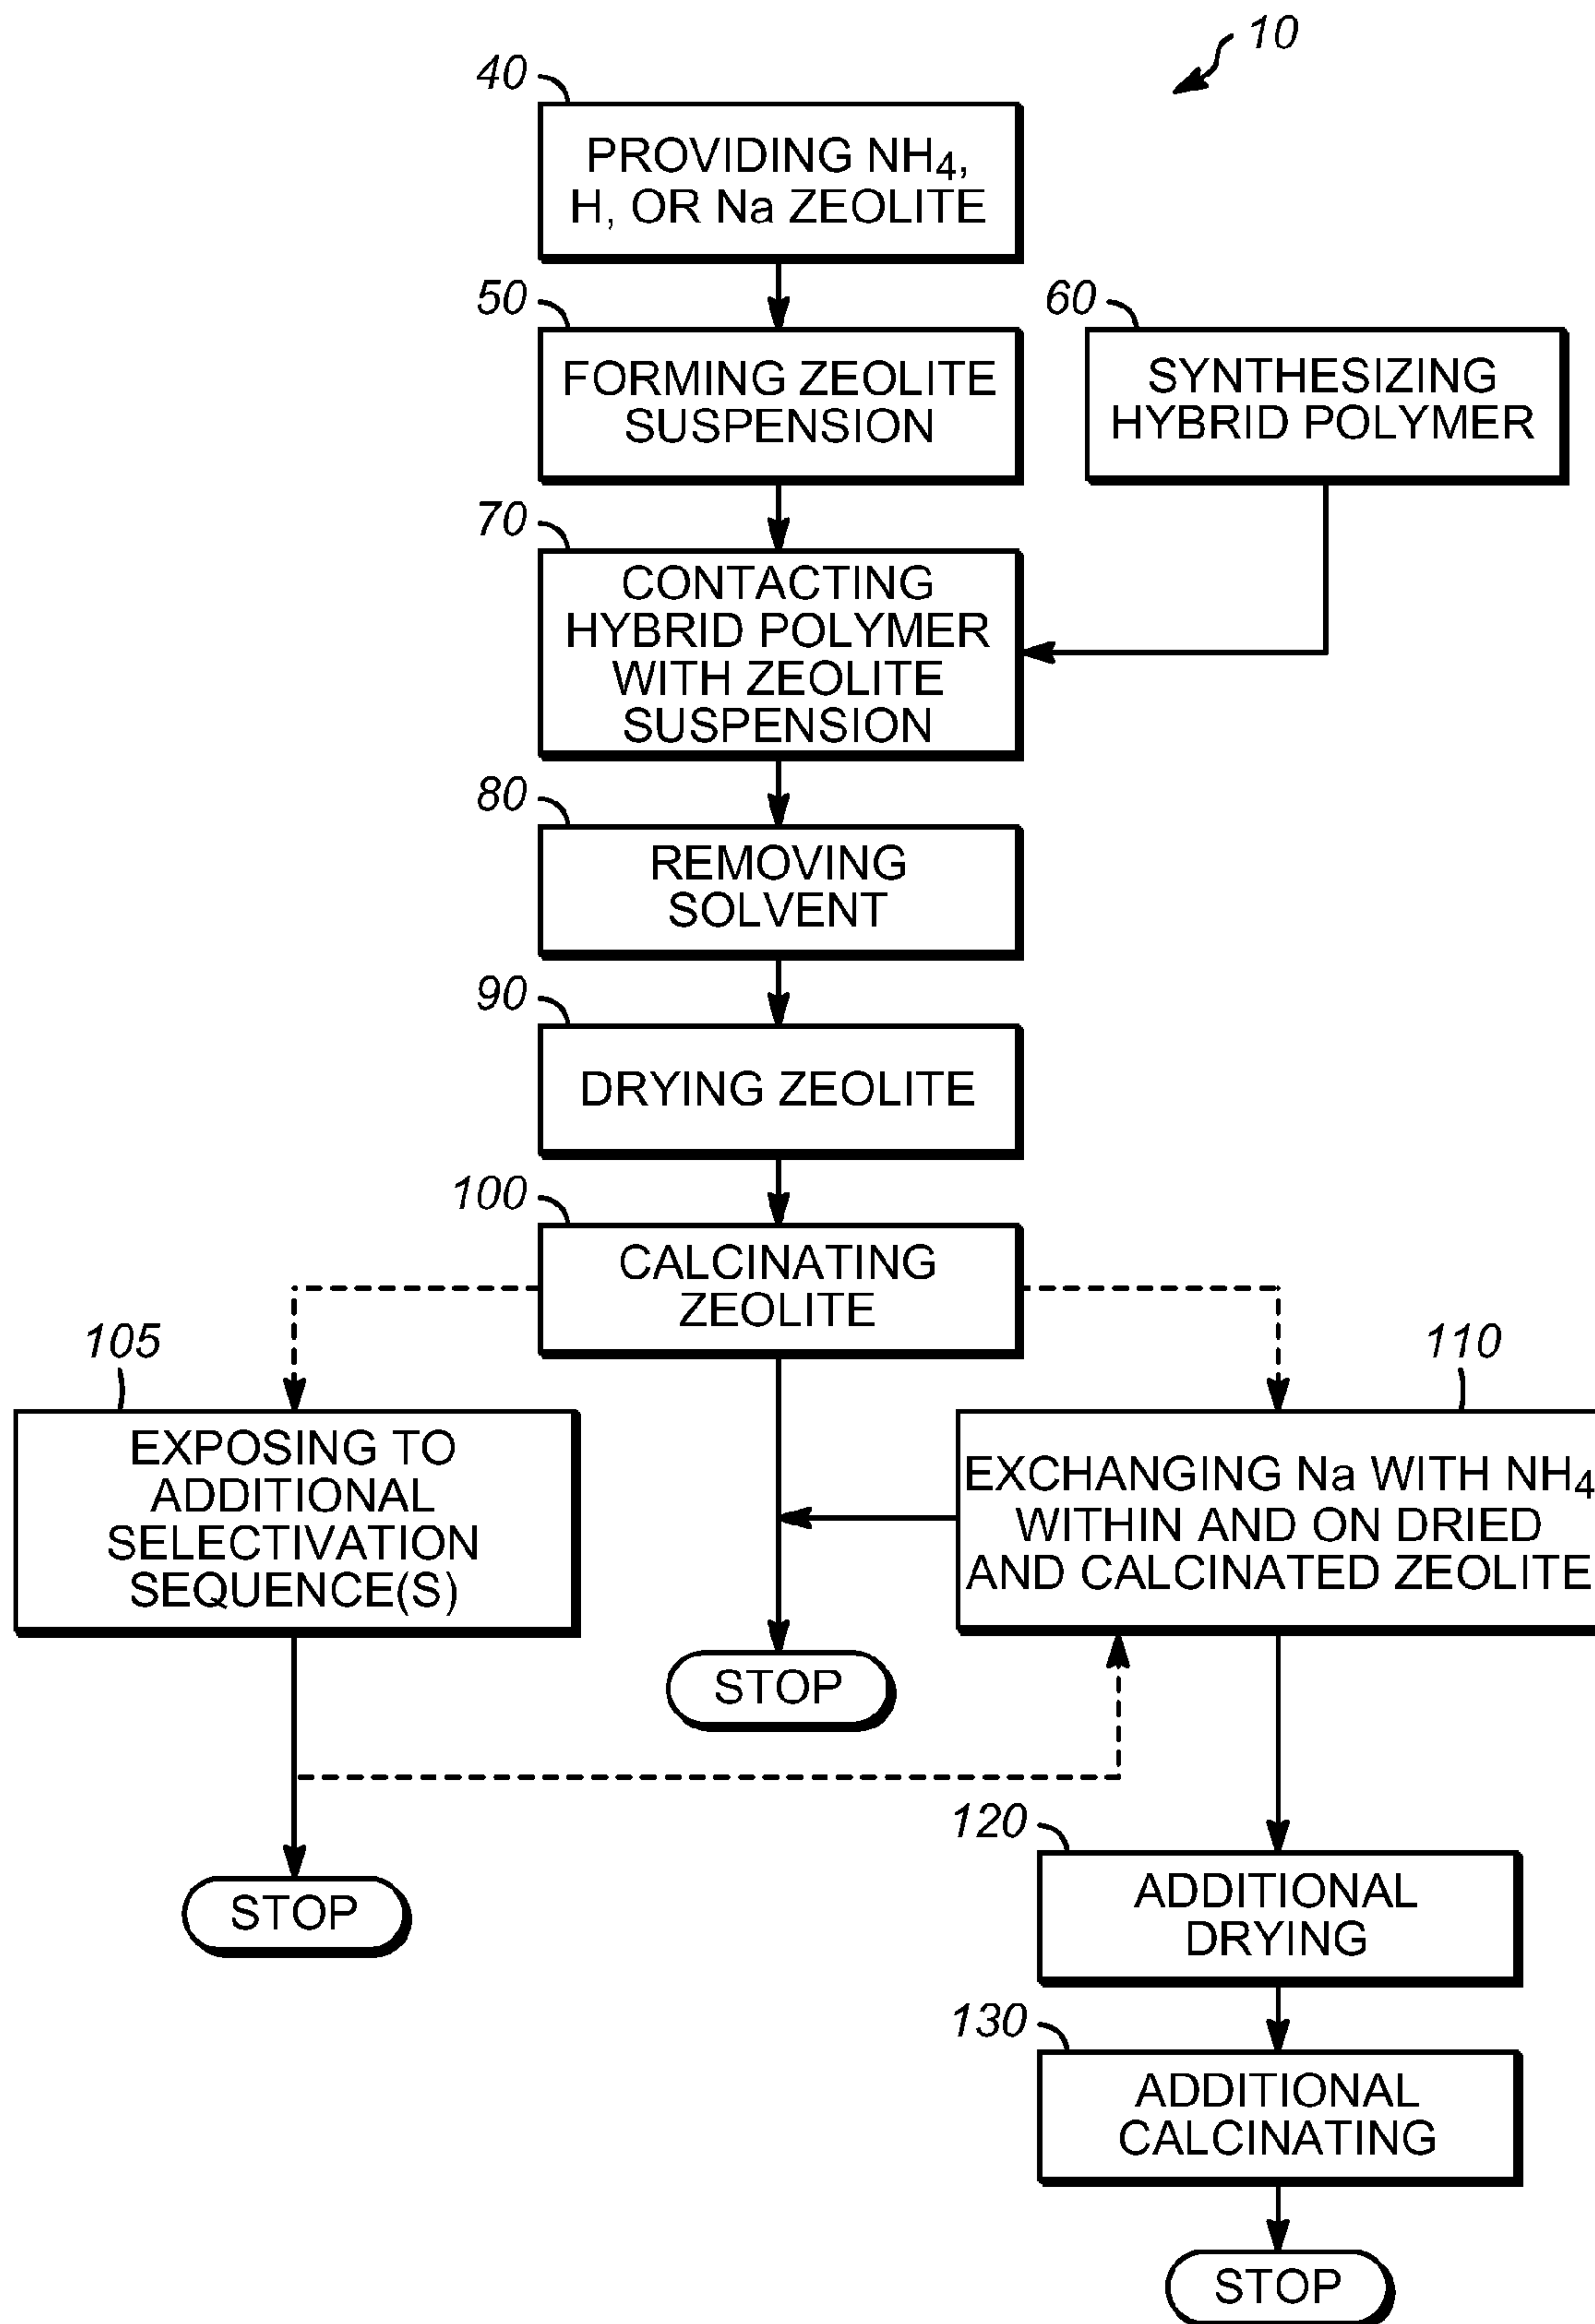 10
40
PROVIDING NH4,
H, OR Na ZEOLITE
50
FORMING ZEOLITE
SUSPENSION
60
SYNTHESIZING
HYBRID POLYMER
70
CONTACTING
HYBRID POLYMER
WITH ZEOLITE
SUSPENSION
80
REMOVING
SOLVENT
90
DRYING ZEOLITE
100
CALCINATING
ZEOLITE
105
EXPOSING TO
ADDITIONAL
SELECTIVATION
SEQUENCE(S)
110
EXCHANGING Na WITH NH4
WITHIN AND ON DRIED
AND CALCINATED ZEOLITE
STOP
STOP
120
ADDITIONAL
DRYING
130
ADDITIONAL
CALCINATING
STOP